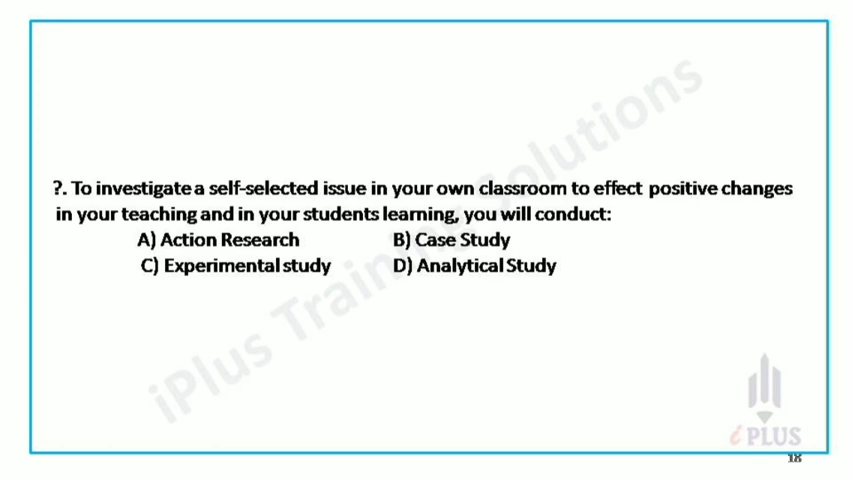 ?. To investigate a self-selected issue in your own classroom to effect positive changes
in your teaching and in your students learning, you will conduct:
A) Action Research B) Case Study
C) Experimental study D) Analytical Study
iPlus Training Solutions
i PLUS
18